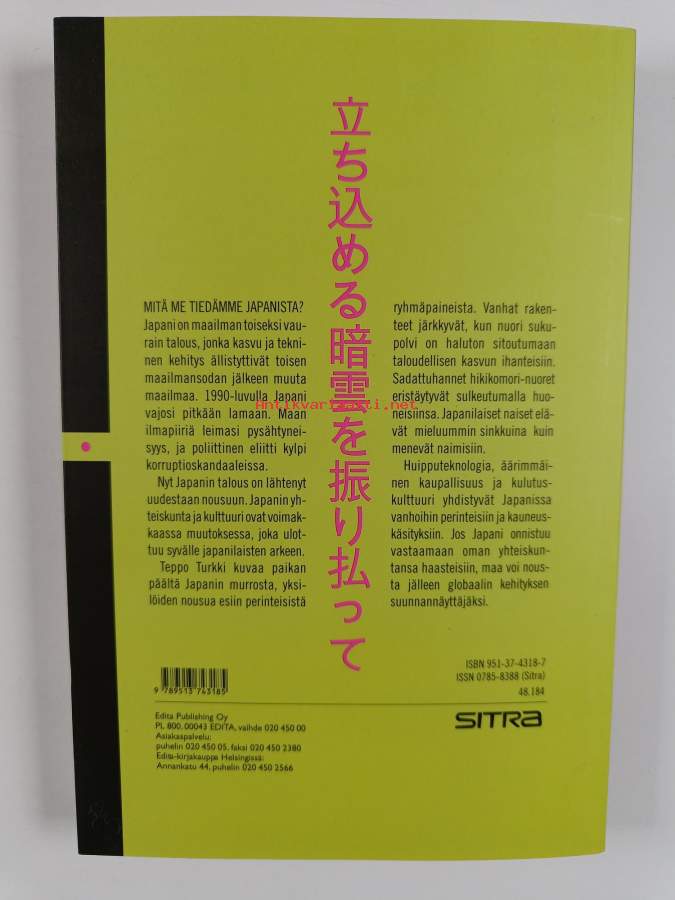 立ち込める暗雲を振り払って
MITÄ ME TIEDÄMME JAPANISTA?
Japani on maailman toiseksi vau-
rain talous, jonka kasvu ja tekni-
nen kehitys ällistyttivät toisen
maailmansodan jälkeen muuta
maailmaa. 1990-luvulla Japani
vajosi pitkään lamaan. Maan
ilmapiiriä leimasi pysähtynei-
syys, ja poliittinen eliitti kylpi
korruptioskandaaleissa.
Nyt Japanin talous on lähtenyt
uudestaan nousuun. Japanin yh-
teiskunta ja kulttuuri ovat voimak-
kaassa muutoksessa, joka ulot-
tuu syvälle japanilaisten arkeen.
Teppo Turkki kuvaa paikan
päältä Japanin murrosta, yksi-
löiden nousua esiin perinteisistä
ryhmäpaineista. Vanhat raken-
teet järkkyvät, kun nuori suku-
polvi on haluton sitoutumaan
taloudellisen kasvun ihanteisiin.
Sadattuhannet hikikomori-nuoret
eristäytyvät sulkeutumalla huo-
neisiinsa. Japanilaiset naiset elä-
vät mieluummin sinkkuina kuin
menevät naimisiin.
Huipputeknologia, äärimmäi-
nen kaupallisuus ja kulutus-
kulttuuri yhdistyvät Japanissa
vanhoihin perinteisiin ja kauneus-
käsityksiin. Jos Japani onnistuu
vastaamaan oman yhteiskun-
tansa haasteisiin, maa voi nous-
ta jälleen globaalin kehityksen
suunnannäyttäjäksi.
Antikvariaatti.net
9 789513 743185
Edita Publishing Oy
PL 800, 00043 EDITA, vaihde 020 450 00
Asiakaspalvelu:
puhelin 020 450 05, faksi 020 450 2380
Edita-kirjakauppa Helsingissä:
Annankatu 44, puhelin 020 450 2566
ISBN 951-37-4318-7
ISSN 0785-8388 (Sitra)
48.184
SITRA